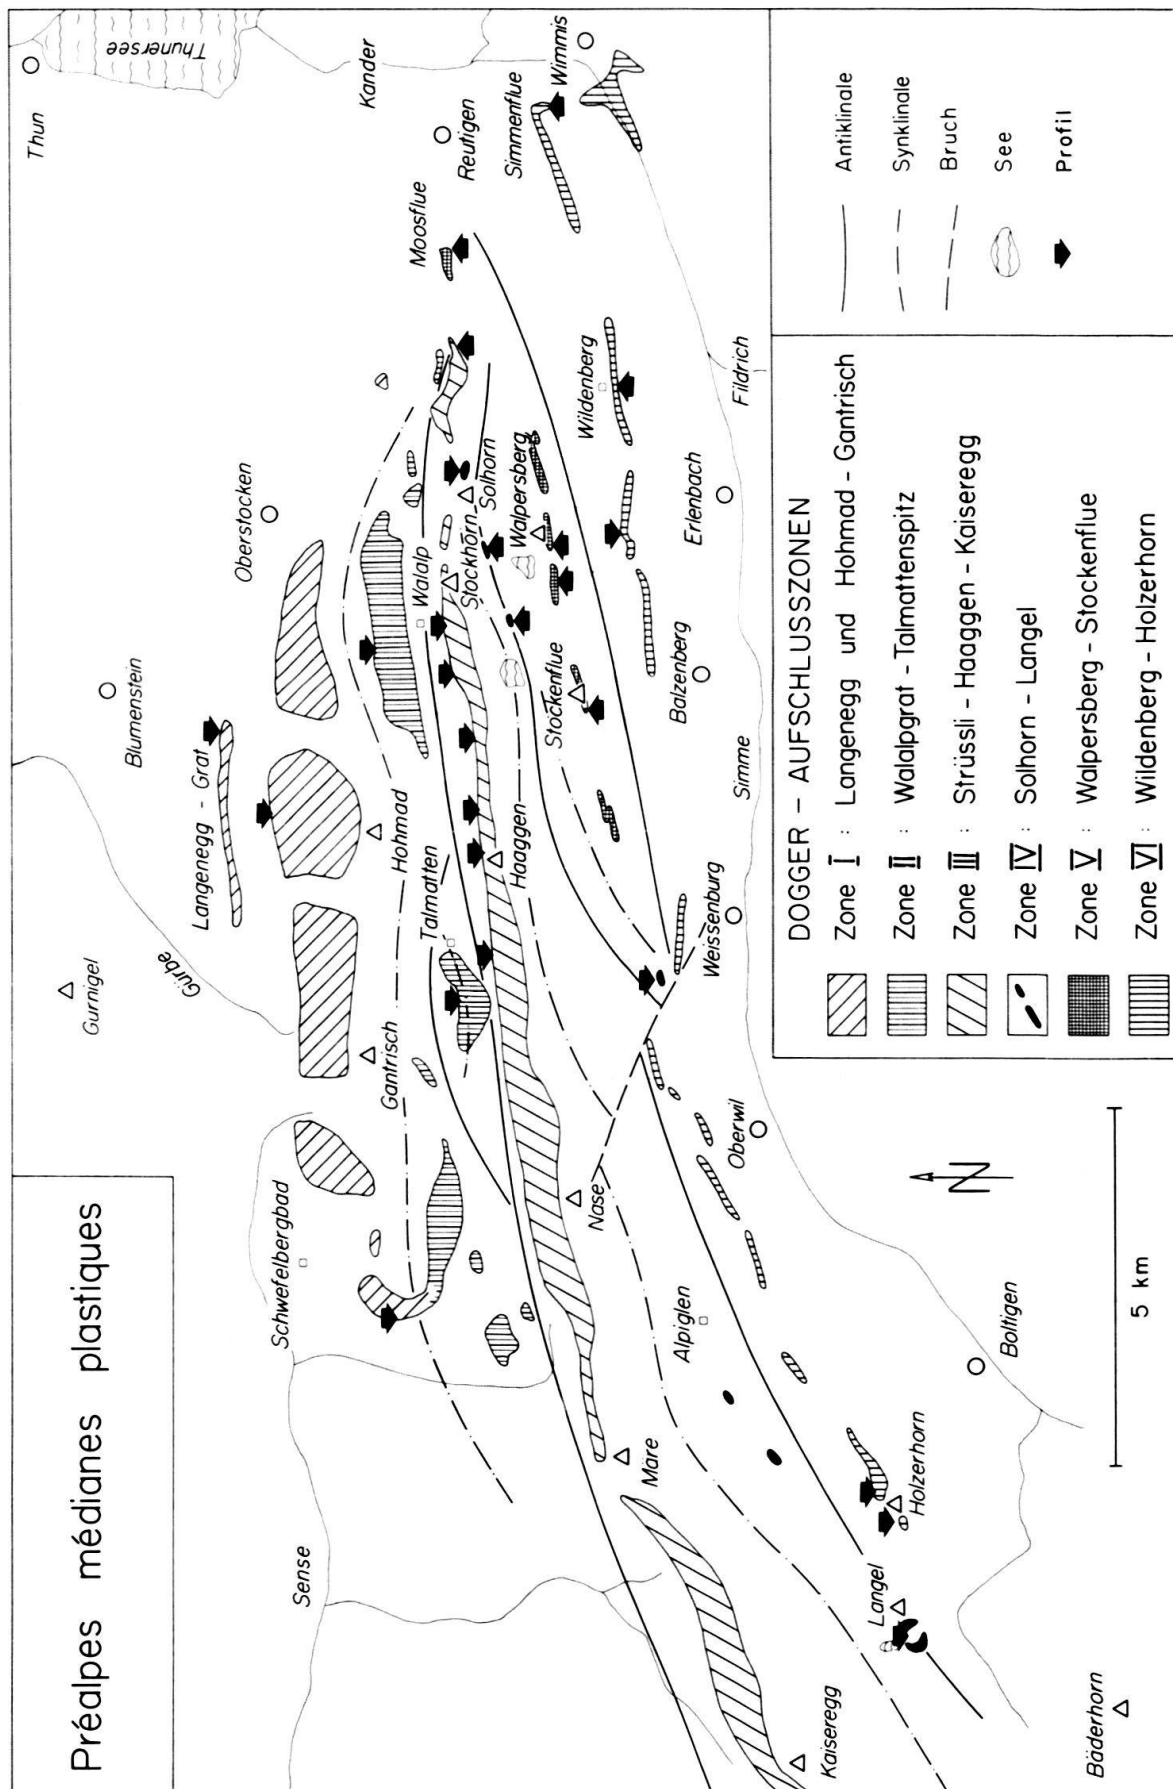 Préalpes médianes plastiques
Thun
Thunersee
Kander
Gurnigel
Gürbe
Blumenstein
Oberstocken
Reutigen
Simmenflue
Wimmis
Moosflue
Langenegg - Grat
Schwefelbergbad
Gantrisch
Hohmad
Talmatten
Walalp
Stockhorn
Solhorn
Walpersberg
Wildenberg
Haaggen
Stockenflue
Sense
Nase
Märe
Alpiglen
Weissenburg
Balzenberg
Erlenbach
Fildrich
Simme
Oberwil
Kaiseregg
Langel
Holzerhorn
Boltigen
Bäderhorn
N
5 km
DOGGER - AUFSCHLUSSZONEN
Zone I : Langenegg und Hohmad - Gantrisch
Zone II : Walalpgrat - Talmattenspitz
Zone III : Strüssli - Haaggen - Kaiseregg
Zone IV : Solhorn - Langel
Zone V : Walpersberg - Stockenflue
Zone VI : Wildenberg - Holzerhorn
Antiklinale
Synklinale
Bruch
See
Profil